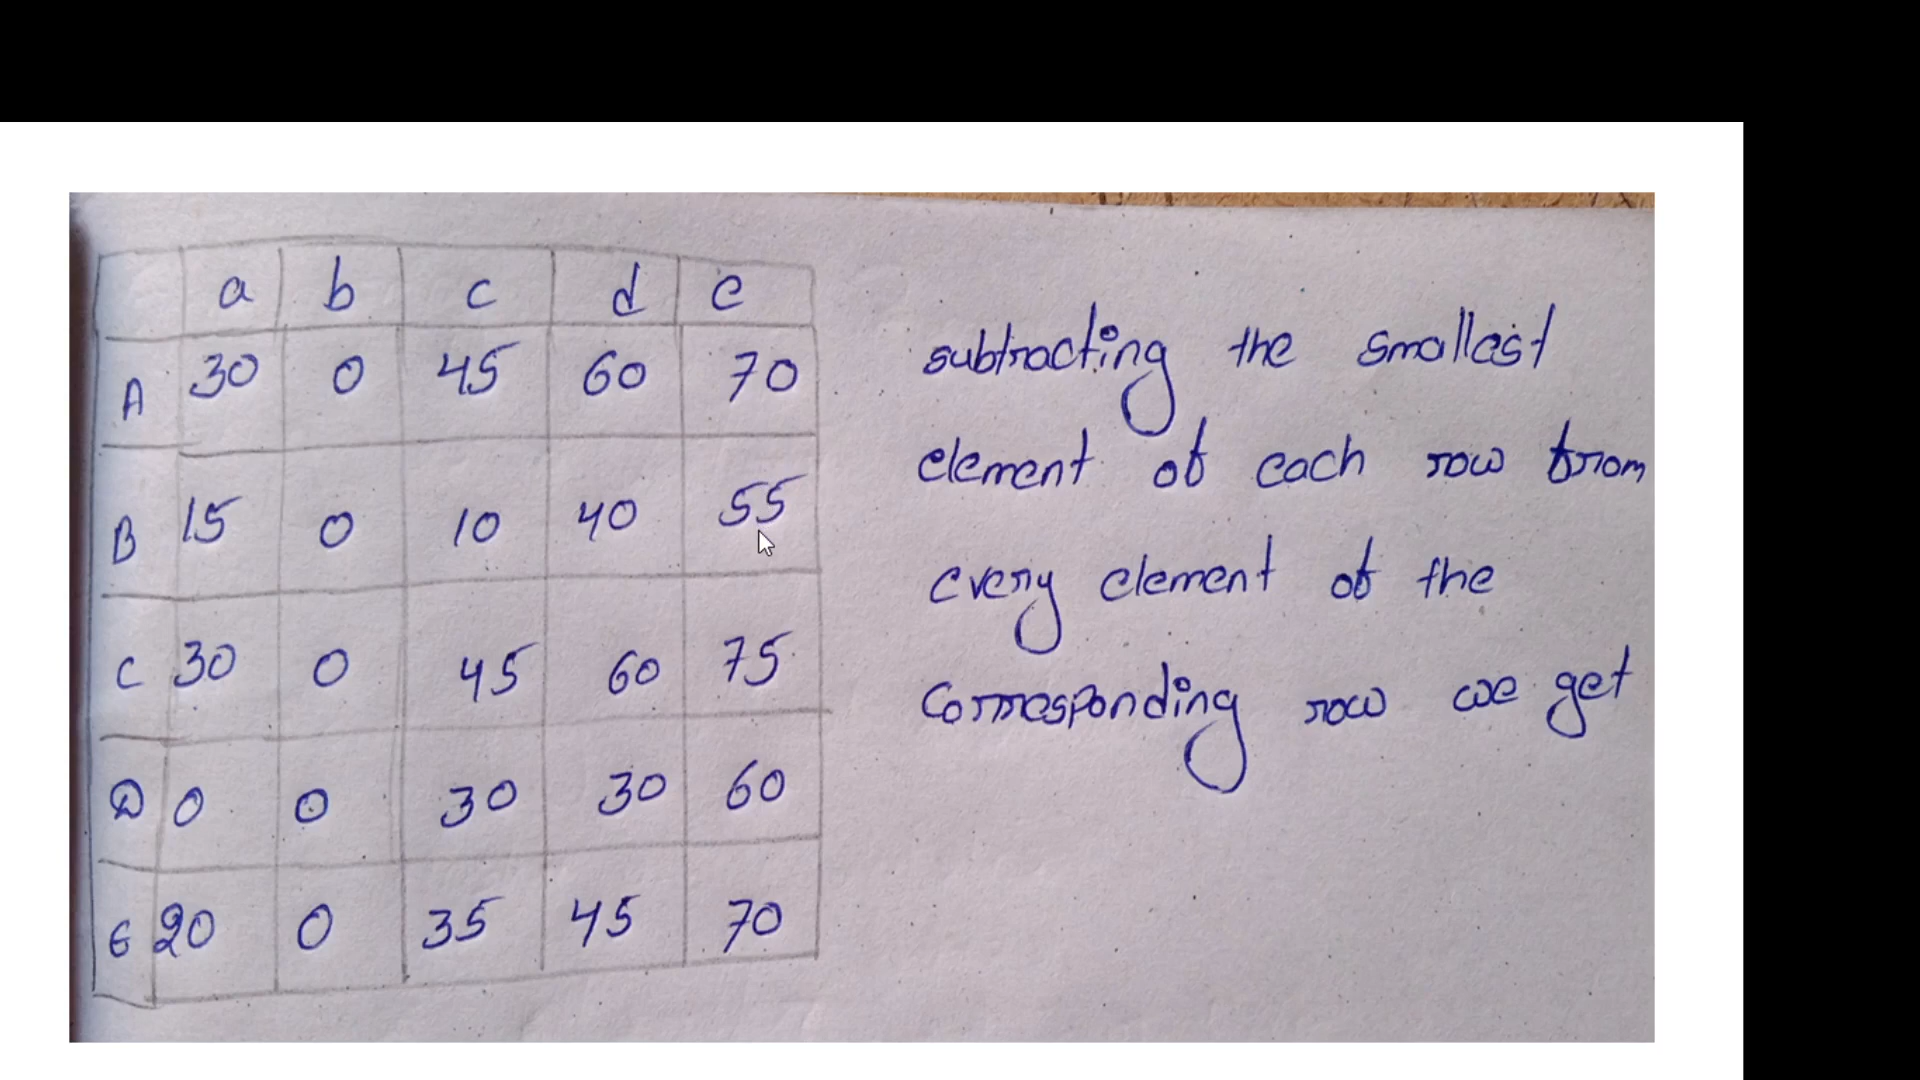 a b c d e
A 30 0 45 60 70
B 15 0 10 40 55
C 30 0 45 60 75
D 0 0 30 30 60
E 20 0 35 45 70
subtracting the smallest
element of each row from
every element of the
corresponding row we get